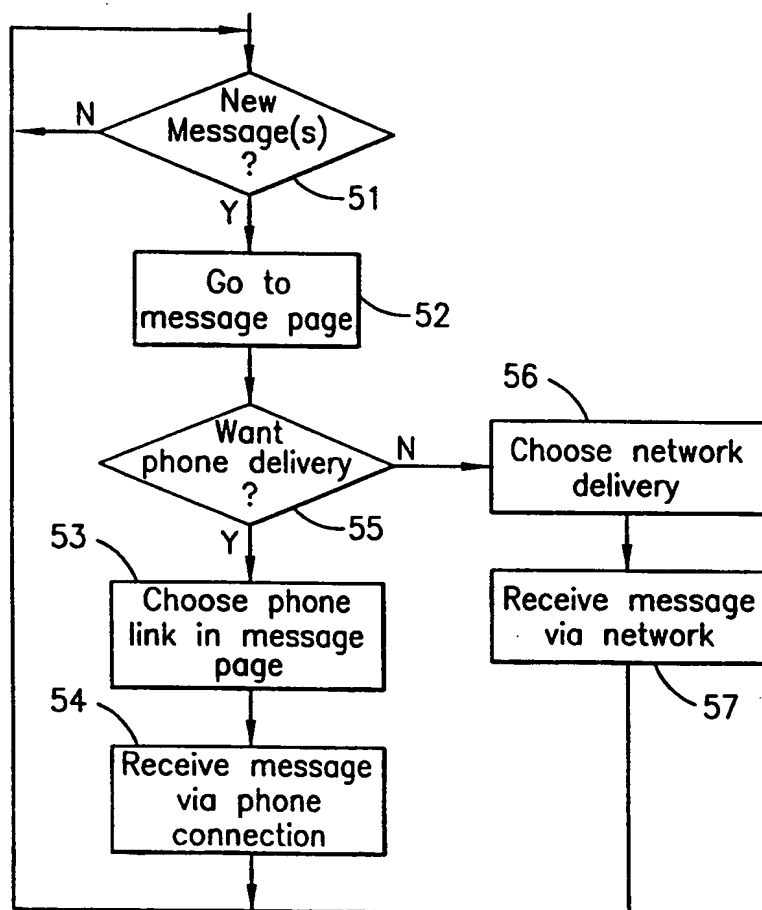 New
N
Message(s)
?
51
Y
Go to
message page
52
56
Want
phone delivery
N
?
Choose network
delivery
55
53
Y
Choose phone
link in message
page
Receive message
via network
57
54
Receive message
via phone
connection